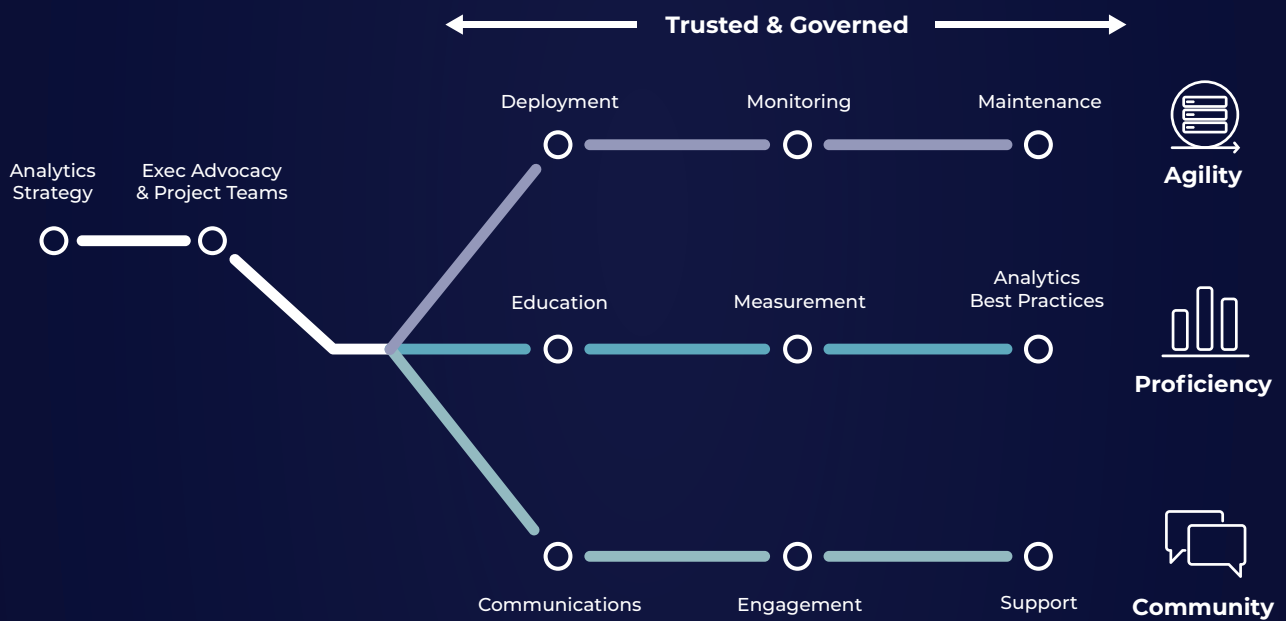 Trusted & Governed
Deployment
Monitoring
Maintenance
Agility
Analytics
Strategy
Exec Advocacy
& Project Teams
Education
Measurement
Analytics
Best Practices
Proficiency
Communications
Engagement
Support
Community